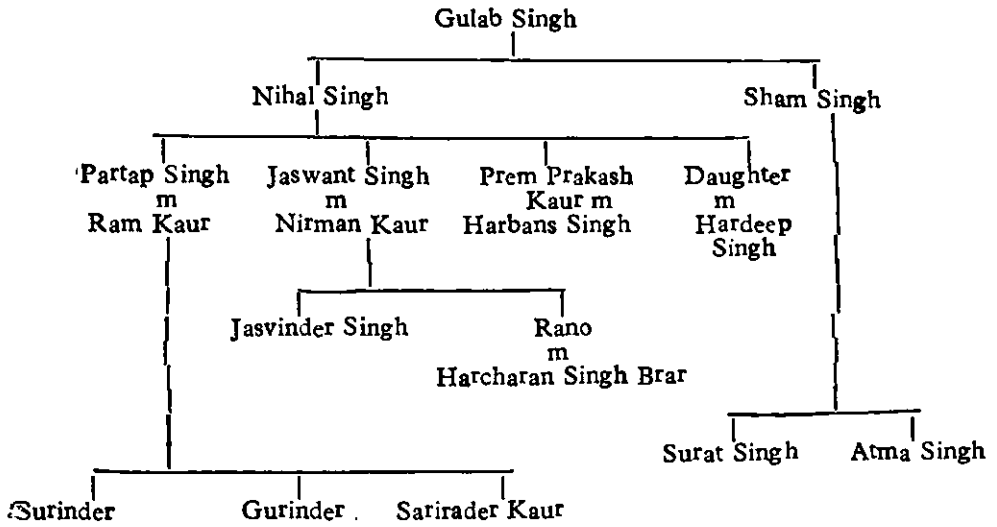 Gulab Singh
Nihal Singh Sham Singh
Partap Singh Jaswant Singh Prem Prakash Daughter
m m Kaur m m
Ram Kaur Nirman Kaur Harbans Singh Hardeep
Singh
Jasvinder Singh Rano
m
Harcharan Singh Brar
Surat Singh Atma Singh
Surinder Gurinder . Sarirader Kaur